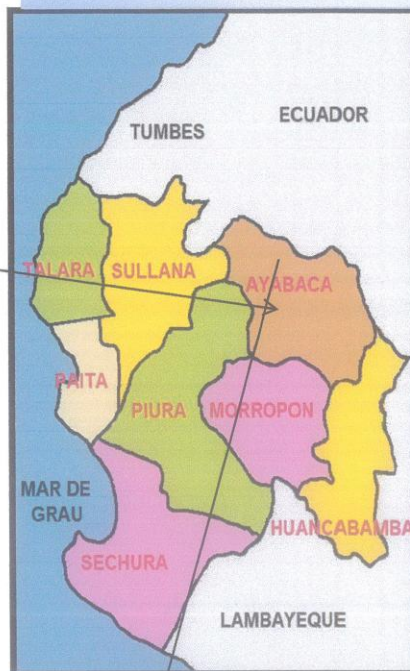 ECUADOR
TUMBES
TALARA SULLANA AYABACA
PAITA
PIURA MORROPON
MAR DE
GRAU
HUANCABAMBA
SECHURA
LAMBAYEQUE